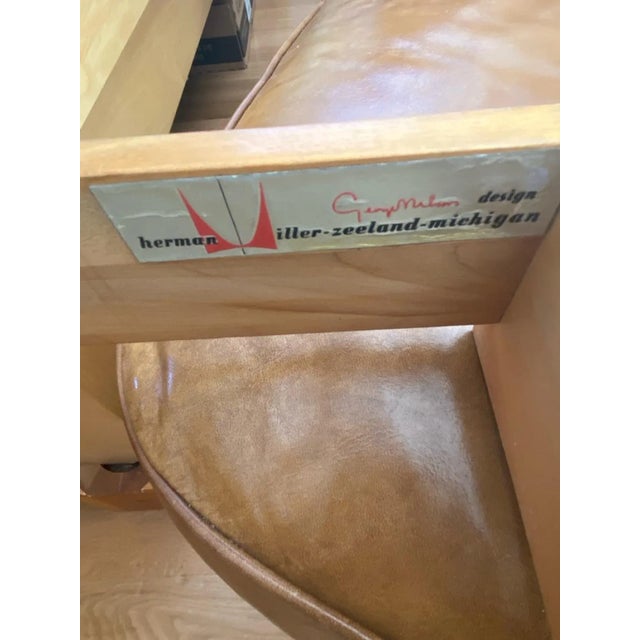 George Nelson design
herman miller-zeeland-michigan